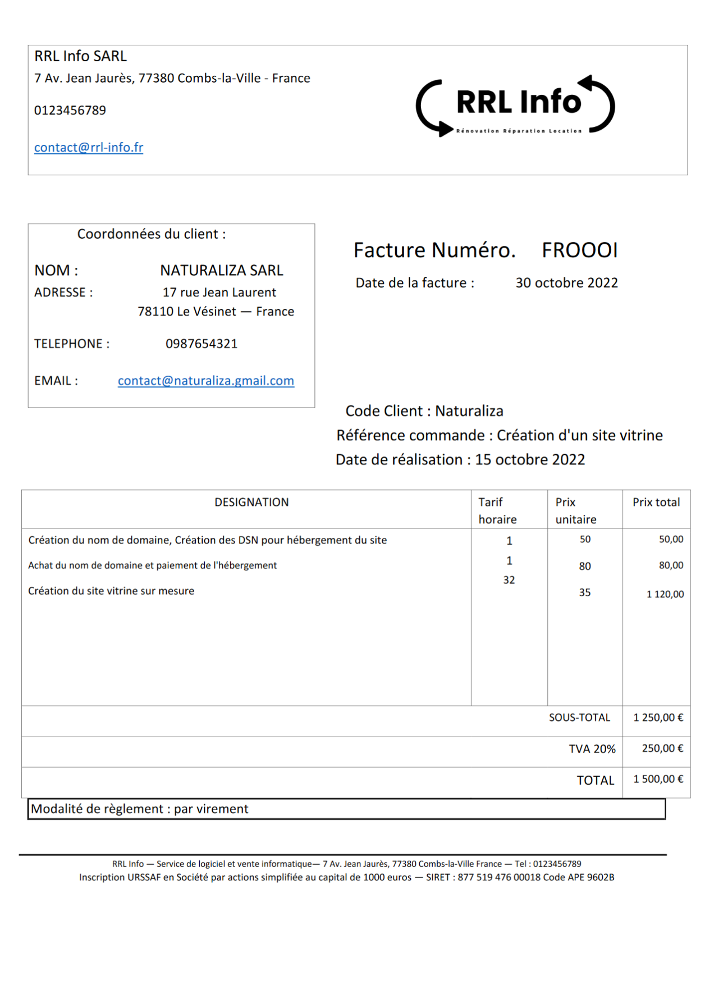 RRL Info SARL
7 Av. Jean Jaurès, 77380 Combs-la-Ville - France
0123456789
contact@rrl-info.fr
RRL Info
Rénovation Réparation Location
Coordonnées du client :
NOM : NATURALIZA SARL
ADRESSE : 17 rue Jean Laurent
78110 Le Vésinet — France
TELEPHONE : 0987654321
EMAIL : contact@naturaliza.gmail.com
Facture Numéro. FROOOI
Date de la facture : 30 octobre 2022
Code Client : Naturaliza
Référence commande : Création d'un site vitrine
Date de réalisation : 15 octobre 2022
DESIGNATION Tarif horaire Prix unitaire Prix total
Création du nom de domaine, Création des DSN pour hébergement du site 1 50 50,00
Achat du nom de domaine et paiement de l'hébergement 1 80 80,00
Création du site vitrine sur mesure 32 35 1 120,00
SOUS-TOTAL 1 250,00 €
TVA 20% 250,00 €
TOTAL 1 500,00 €
Modalité de règlement : par virement
RRL Info — Service de logiciel et vente informatique— 7 Av. Jean Jaurès, 77380 Combs-la-Ville France — Tel : 0123456789
Inscription URSSAF en Société par actions simplifiée au capital de 1000 euros — SIRET : 877 519 476 00018 Code APE 9602B